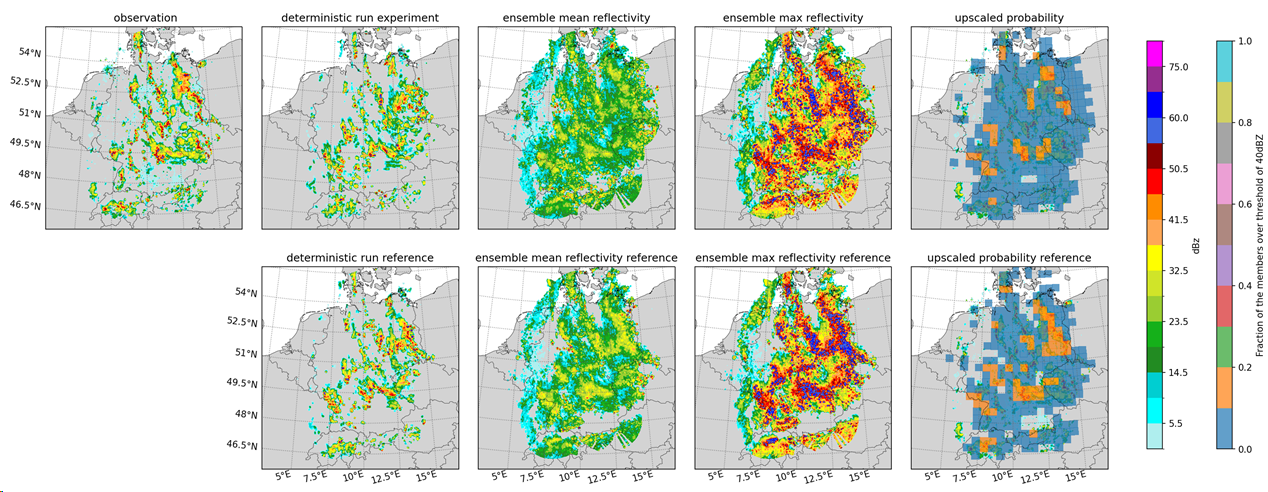 observation
deterministic run experiment
ensemble mean reflectivity
ensemble max reflectivity
upscaled probability
54°N
52.5°N
51°N
49.5°N
48°N
46.5°N
deterministic run reference
ensemble mean reflectivity reference
ensemble max reflectivity reference
upscaled probability reference
54°N
52.5°N
51°N
49.5°N
48°N
46.5°N
5°E 7.5°E 10°E 12.5°E 15°E
5°E 7.5°E 10°E 12.5°E 15°E
5°E 7.5°E 10°E 12.5°E 15°E
5°E 7.5°E 10°E 12.5°E 15°E
75.0
60.0
50.5
41.5
32.5
23.5
14.5
5.5
dBz
1.0
0.8
0.6
0.4
0.2
0.0
Fraction of the members over threshold of 40dBZ